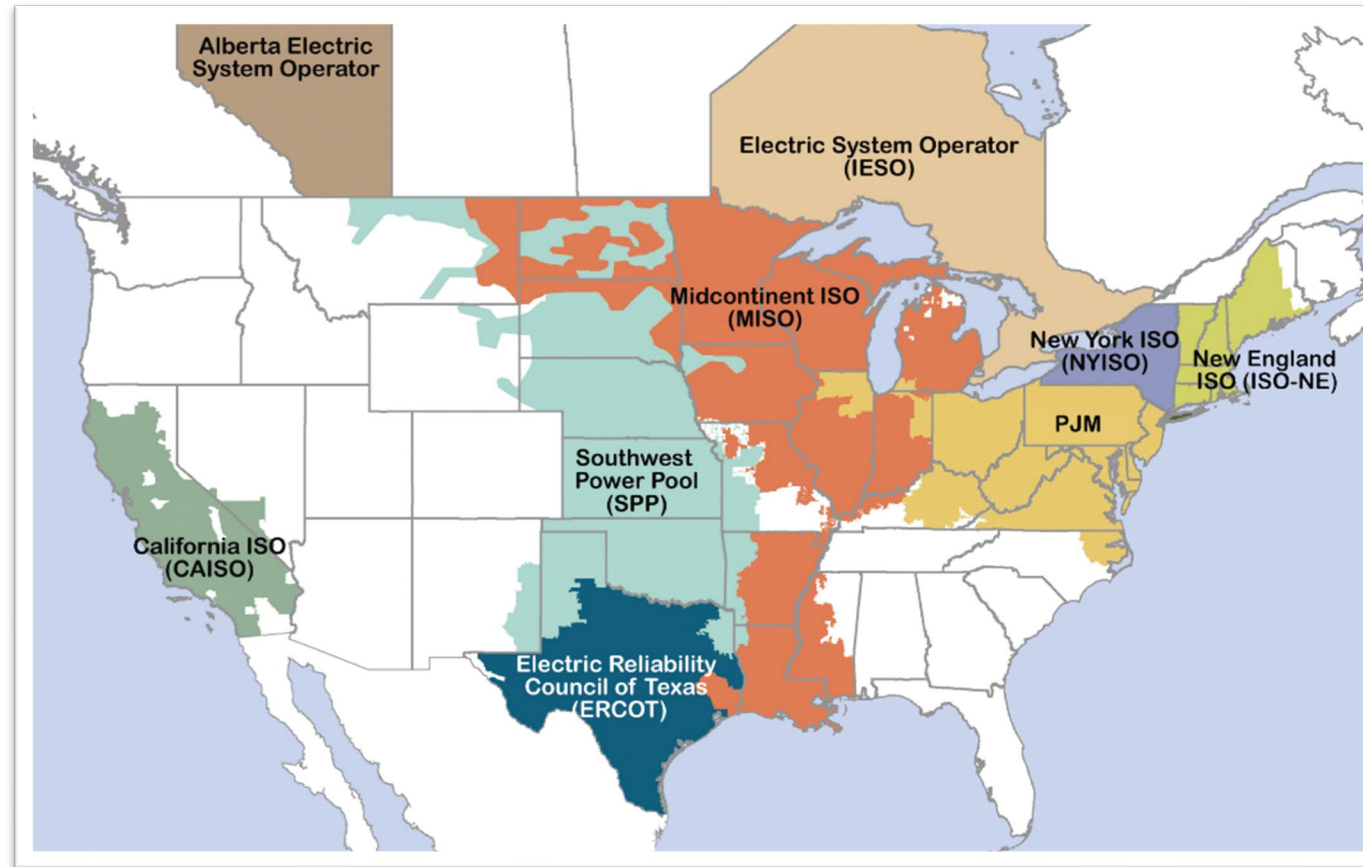 Alberta Electric
System Operator
Electric System Operator
(IESO)
Midcontinent ISO
(MISO)
New York ISO
(NYISO)
New England
ISO (ISO-NE)
PJM
Southwest
Power Pool
(SPP)
California ISO
(CAISO)
Electric Reliability
Council of Texas
(ERCOT)